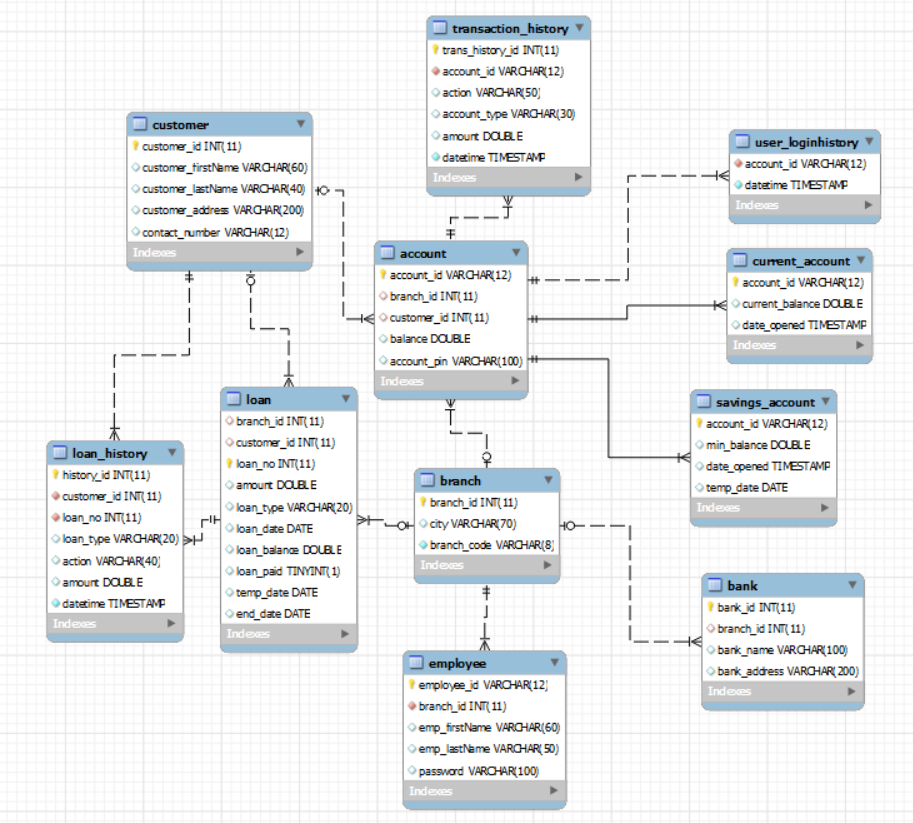 transaction_history
trans_history_id INT(11)
account_id VARCHAR(12)
action VARCHAR(50)
account_type VARCHAR(30)
amount DOUBLE
datetime TIMESTAMP
Indexes
customer
customer_id INT(11)
customer_firstName VARCHAR(60)
customer_lastName VARCHAR(40)
customer_address VARCHAR(200)
contact_number VARCHAR(12)
Indexes
user_loginhistory
account_id VARCHAR(12)
datetime TIMESTAMP
Indexes
account
account_id VARCHAR(12)
branch_id INT(11)
customer_id INT(11)
balance DOUBLE
account_pin VARCHAR(100)
Indexes
current_account
account_id VARCHAR(12)
current_balance DOUBLE
date_opened TIMESTAMP
Indexes
savings_account
account_id VARCHAR(12)
min_balance DOUBLE
date_opened TIMESTAMP
temp_date DATE
Indexes
loan_history
history_id INT(11)
customer_id INT(11)
loan_no INT(11)
loan_type VARCHAR(20)
action VARCHAR(40)
amount DOUBLE
datetime TIMESTAMP
Indexes
loan
branch_id INT(11)
customer_id INT(11)
loan_no INT(11)
amount DOUBLE
loan_type VARCHAR(20)
loan_date DATE
loan_balance DOUBLE
loan_paid TINYINT(1)
temp_date DATE
end_date DATE
Indexes
branch
branch_id INT(11)
city VARCHAR(70)
branch_code VARCHAR(8)
Indexes
bank
bank_id INT(11)
branch_id INT(11)
bank_name VARCHAR(100)
bank_address VARCHAR(200)
Indexes
employee
employee_id VARCHAR(12)
branch_id INT(11)
emp_firstName VARCHAR(60)
emp_lastName VARCHAR(50)
password VARCHAR(100)
Indexes